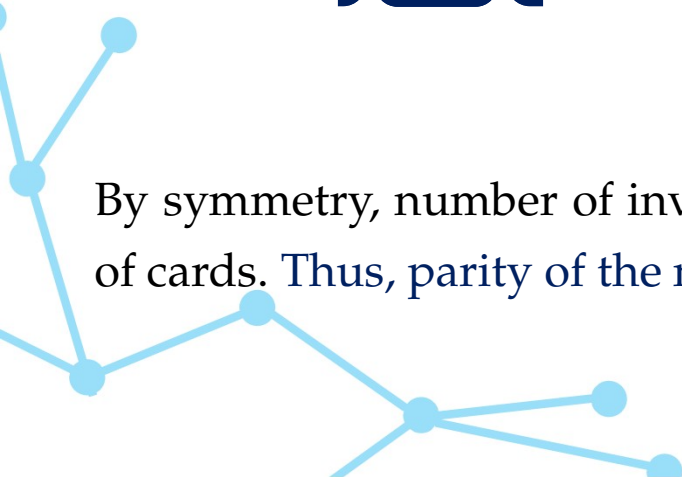 By symmetry, number of inv
of cards. Thus, parity of the